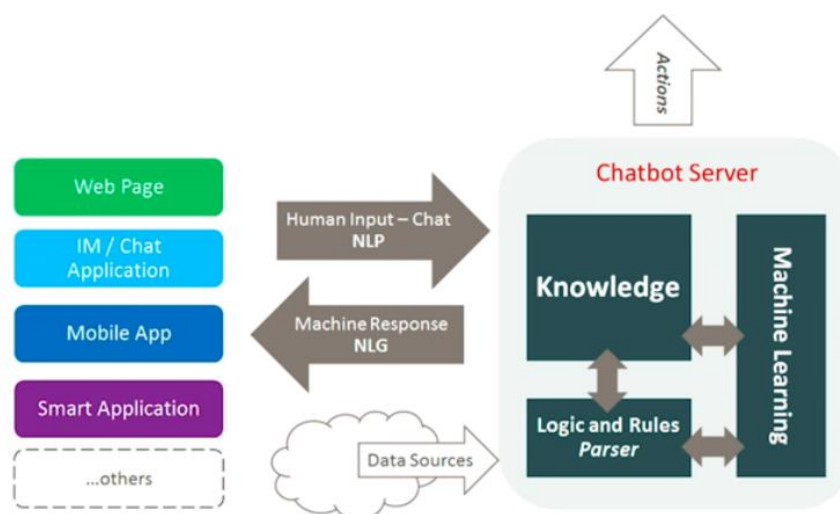 Actions
Chatbot Server
Web Page
IM / Chat
Application
Mobile App
Smart Application
...others
Human Input – Chat
NLP
Machine Response
NLG
Data Sources
Knowledge
Logic and Rules
Parser
Machine Learning